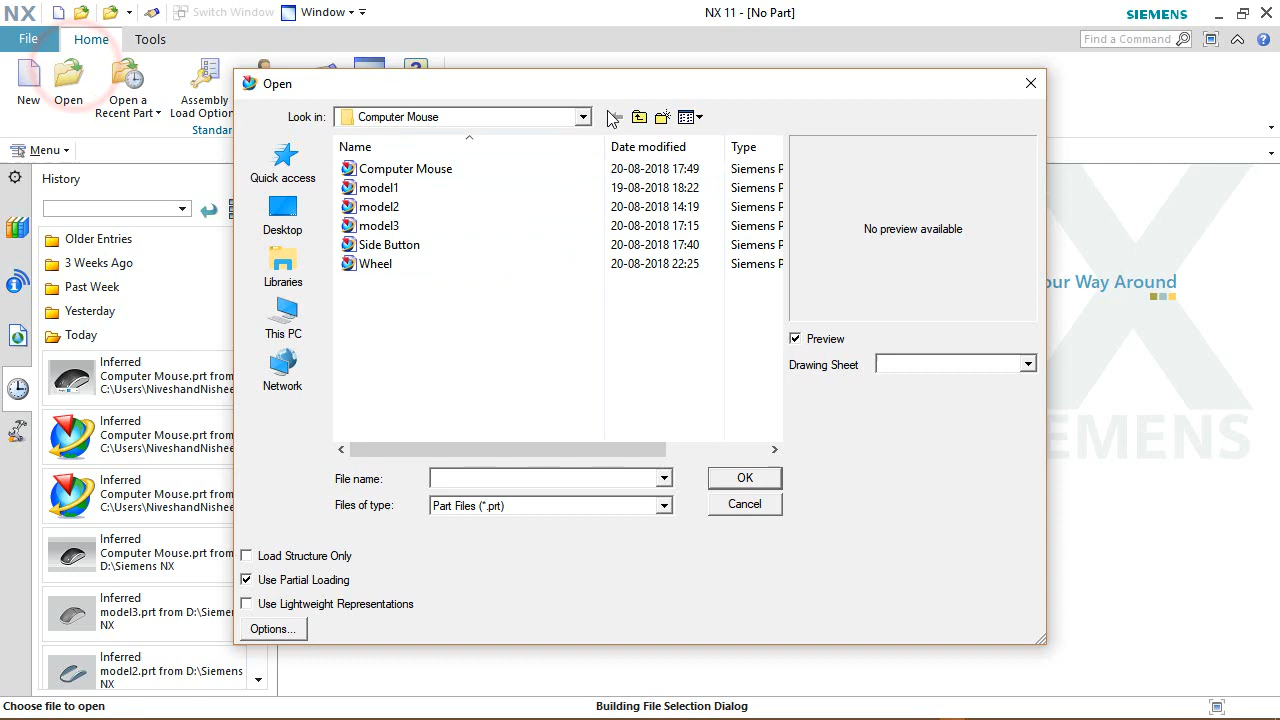 NX
Switch Window
Window
NX 11 - [No Part]
SIEMENS
File
Home
Tools
Find a Command
New
Open
Open a
Recent Part
Assembly
Load Option
Standar
Menu
our Way Around
SIEMENS
History
Older Entries
3 Weeks Ago
Past Week
Yesterday
Today
Inferred
Computer Mouse.prt from
C:\Users\NiveshandNishee
Inferred
Computer Mouse.prt from
C:\Users\NiveshandNishee
Inferred
Computer Mouse.prt from
C:\Users\NiveshandNishee
Inferred
Computer Mouse.prt from
D:\Siemens NX
Inferred
model3.prt from D:\Siemens
NX
Inferred
model2.prt from D:\Siemens
NX
Open
Look in:
Computer Mouse
Quick access
Desktop
Libraries
This PC
Network
Name
Date modified
Type
Computer Mouse
20-08-2018 17:49
Siemens P
model1
19-08-2018 18:22
Siemens P
model2
20-08-2018 14:19
Siemens P
model3
20-08-2018 17:15
Siemens P
Side Button
20-08-2018 17:40
Siemens P
Wheel
20-08-2018 22:25
Siemens P
No preview available
Preview
Drawing Sheet
File name:
OK
Files of type:
Part Files (*.prt)
Cancel
Load Structure Only
Use Partial Loading
Use Lightweight Representations
Options...
Choose file to open
Building File Selection Dialog